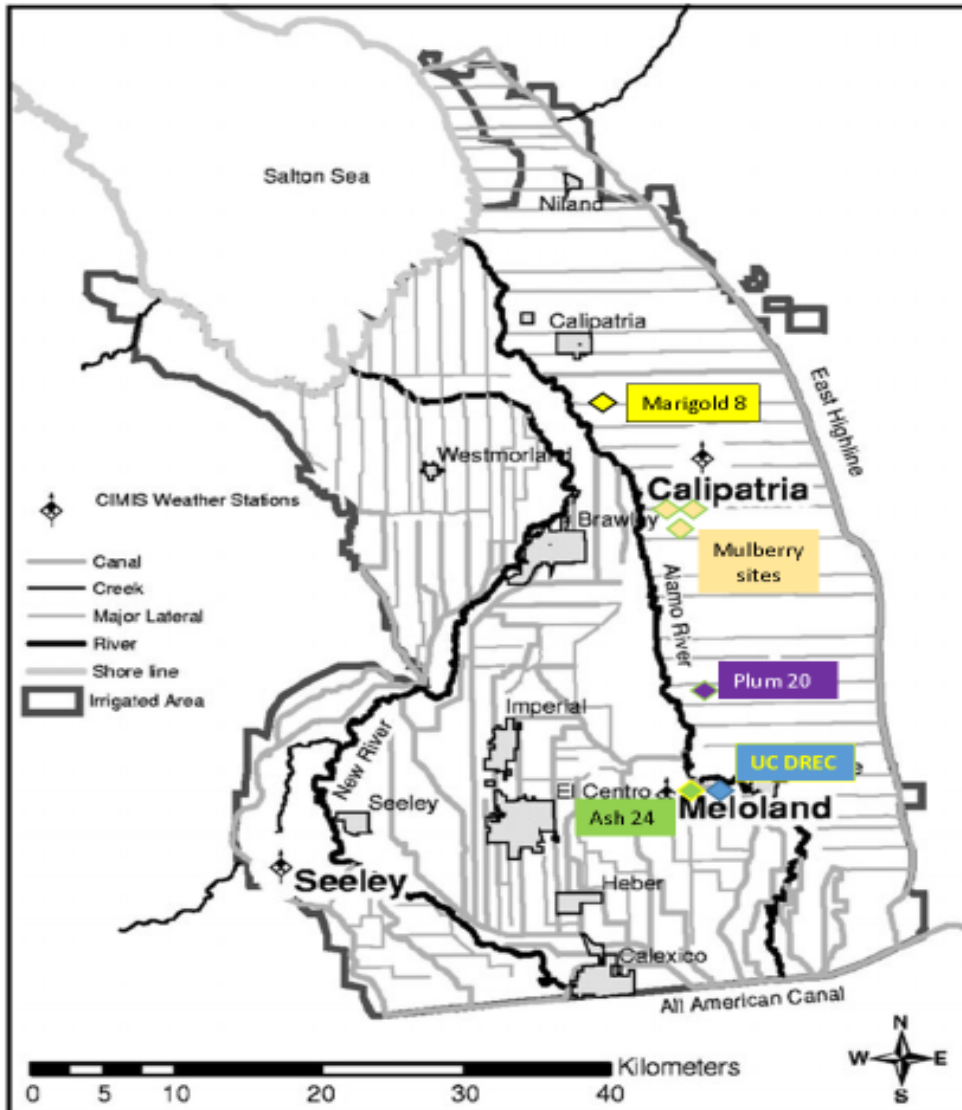 Salton Sea
Niland
Calipatria
East Highline
Marigold 8
Westmorland
CIMIS Weather Stations
Calipatria
Brawley
Mulberry
sites
Canal
Creek
Major Lateral
River
Shore line
Irrigated Area
Alamo River
Plum 20
Imperial
New River
UC DREC
El Centro
Meloland
Seeley
Ash 24
Seeley
Heber
Calexico
All American Canal
N
W
E
S
Kilometers
0 5 10 20 30 40